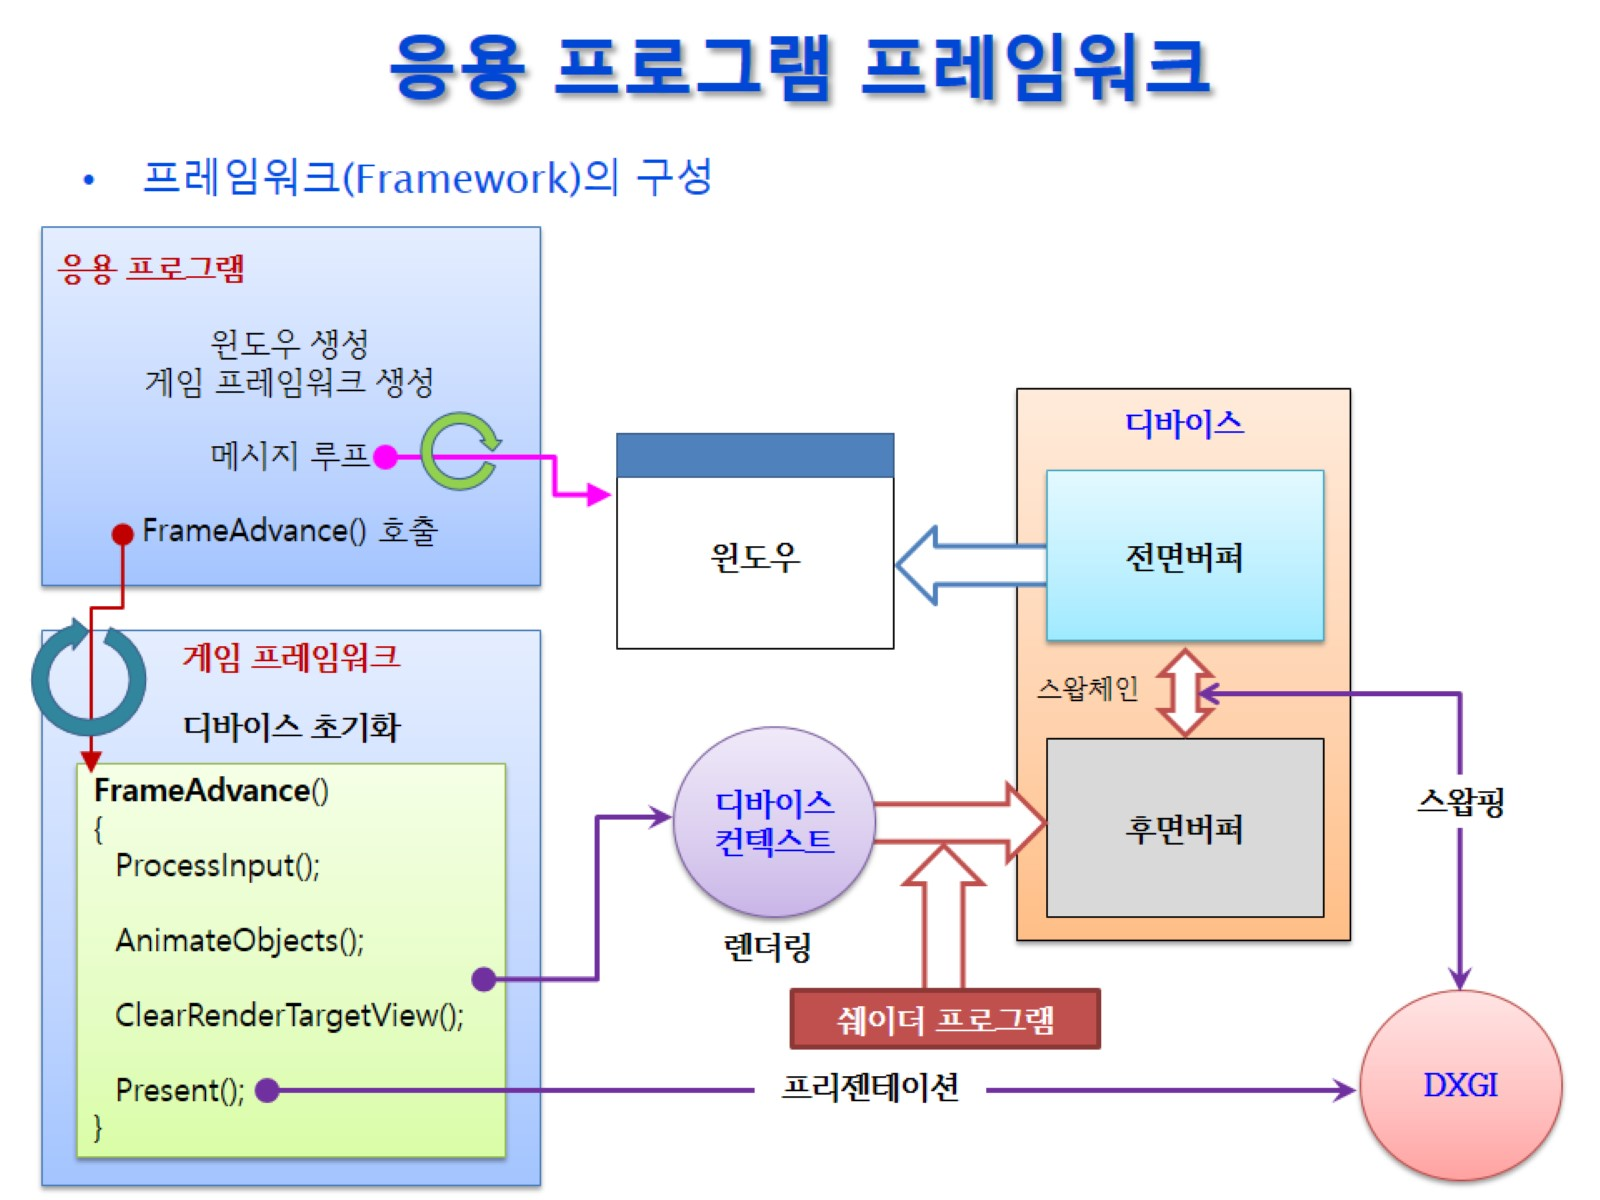 응용 프로그램 프레임워크
• 프레임워크(Framework)의 구성
응용 프로그램
윈도우 생성
게임 프레임워크 생성
메시지 루프
FrameAdvance() 호출
게임 프레임워크
디바이스 초기화
FrameAdvance()
{
ProcessInput();
AnimateObjects();
ClearRenderTargetView();
Present();
}
윈도우
디바이스
전면버퍼
스왑체인
후면버퍼
디바이스
컨텍스트
렌더링
쉐이더 프로그램
프리젠테이션
스왑핑
DXGI